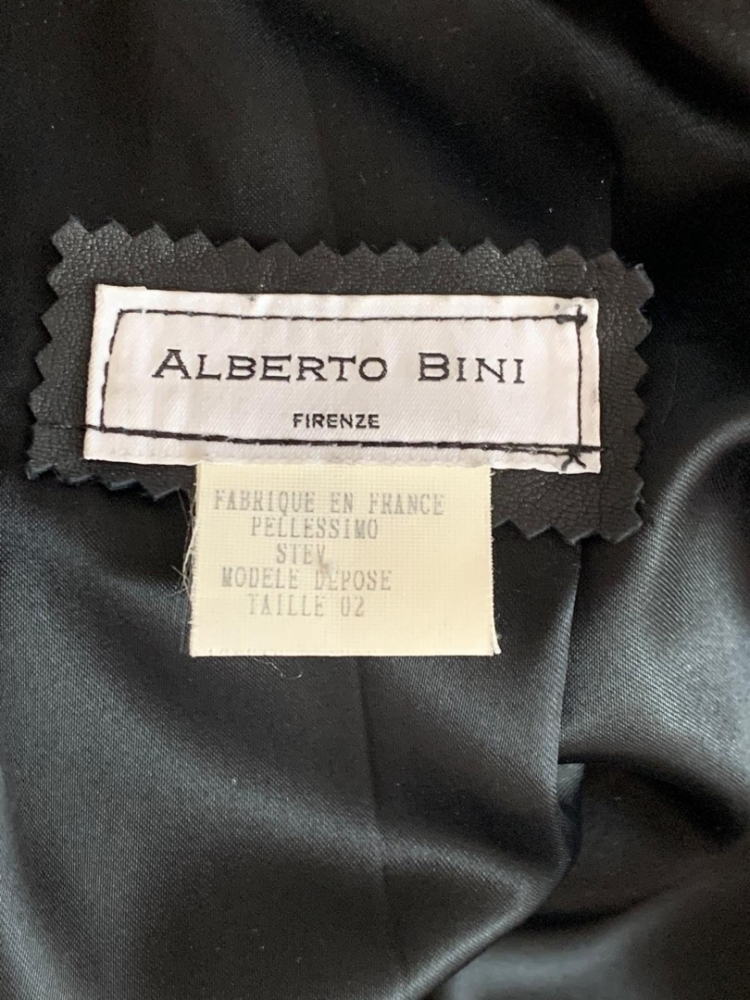 ALBERTO BINI
FIRENZE
FABRIQUE EN FRANCE
PELLESSIMO
STEV
MODELE DEPOSE
TAILLE 02